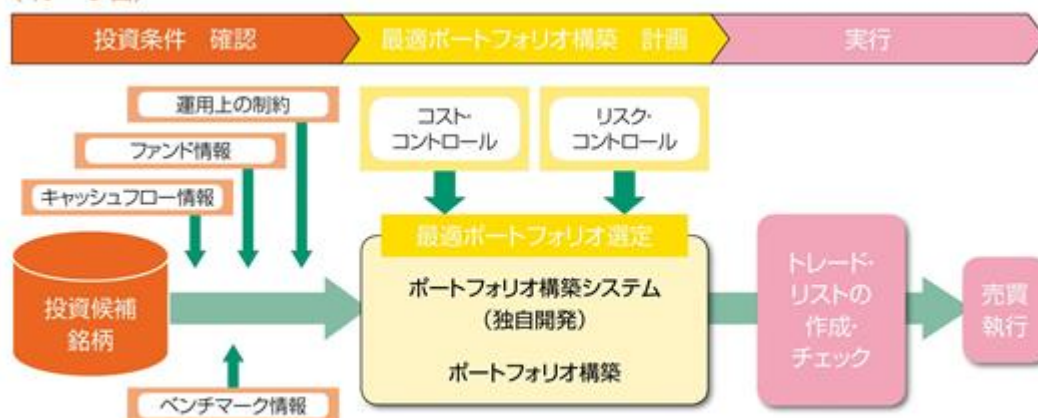 投資条件 確認
最適ポートフォリオ構築 計画
実行
運用上の制約
ファンド情報
キャッシュフロー情報
コスト・
コントロール
リスク・
コントロール
最適ポートフォリオ選定
投資候補
銘柄
ポートフォリオ構築システム
(独自開発)
ポートフォリオ構築
トレード・
リストの
作成・
チェック
売買
執行
ベンチマーク情報